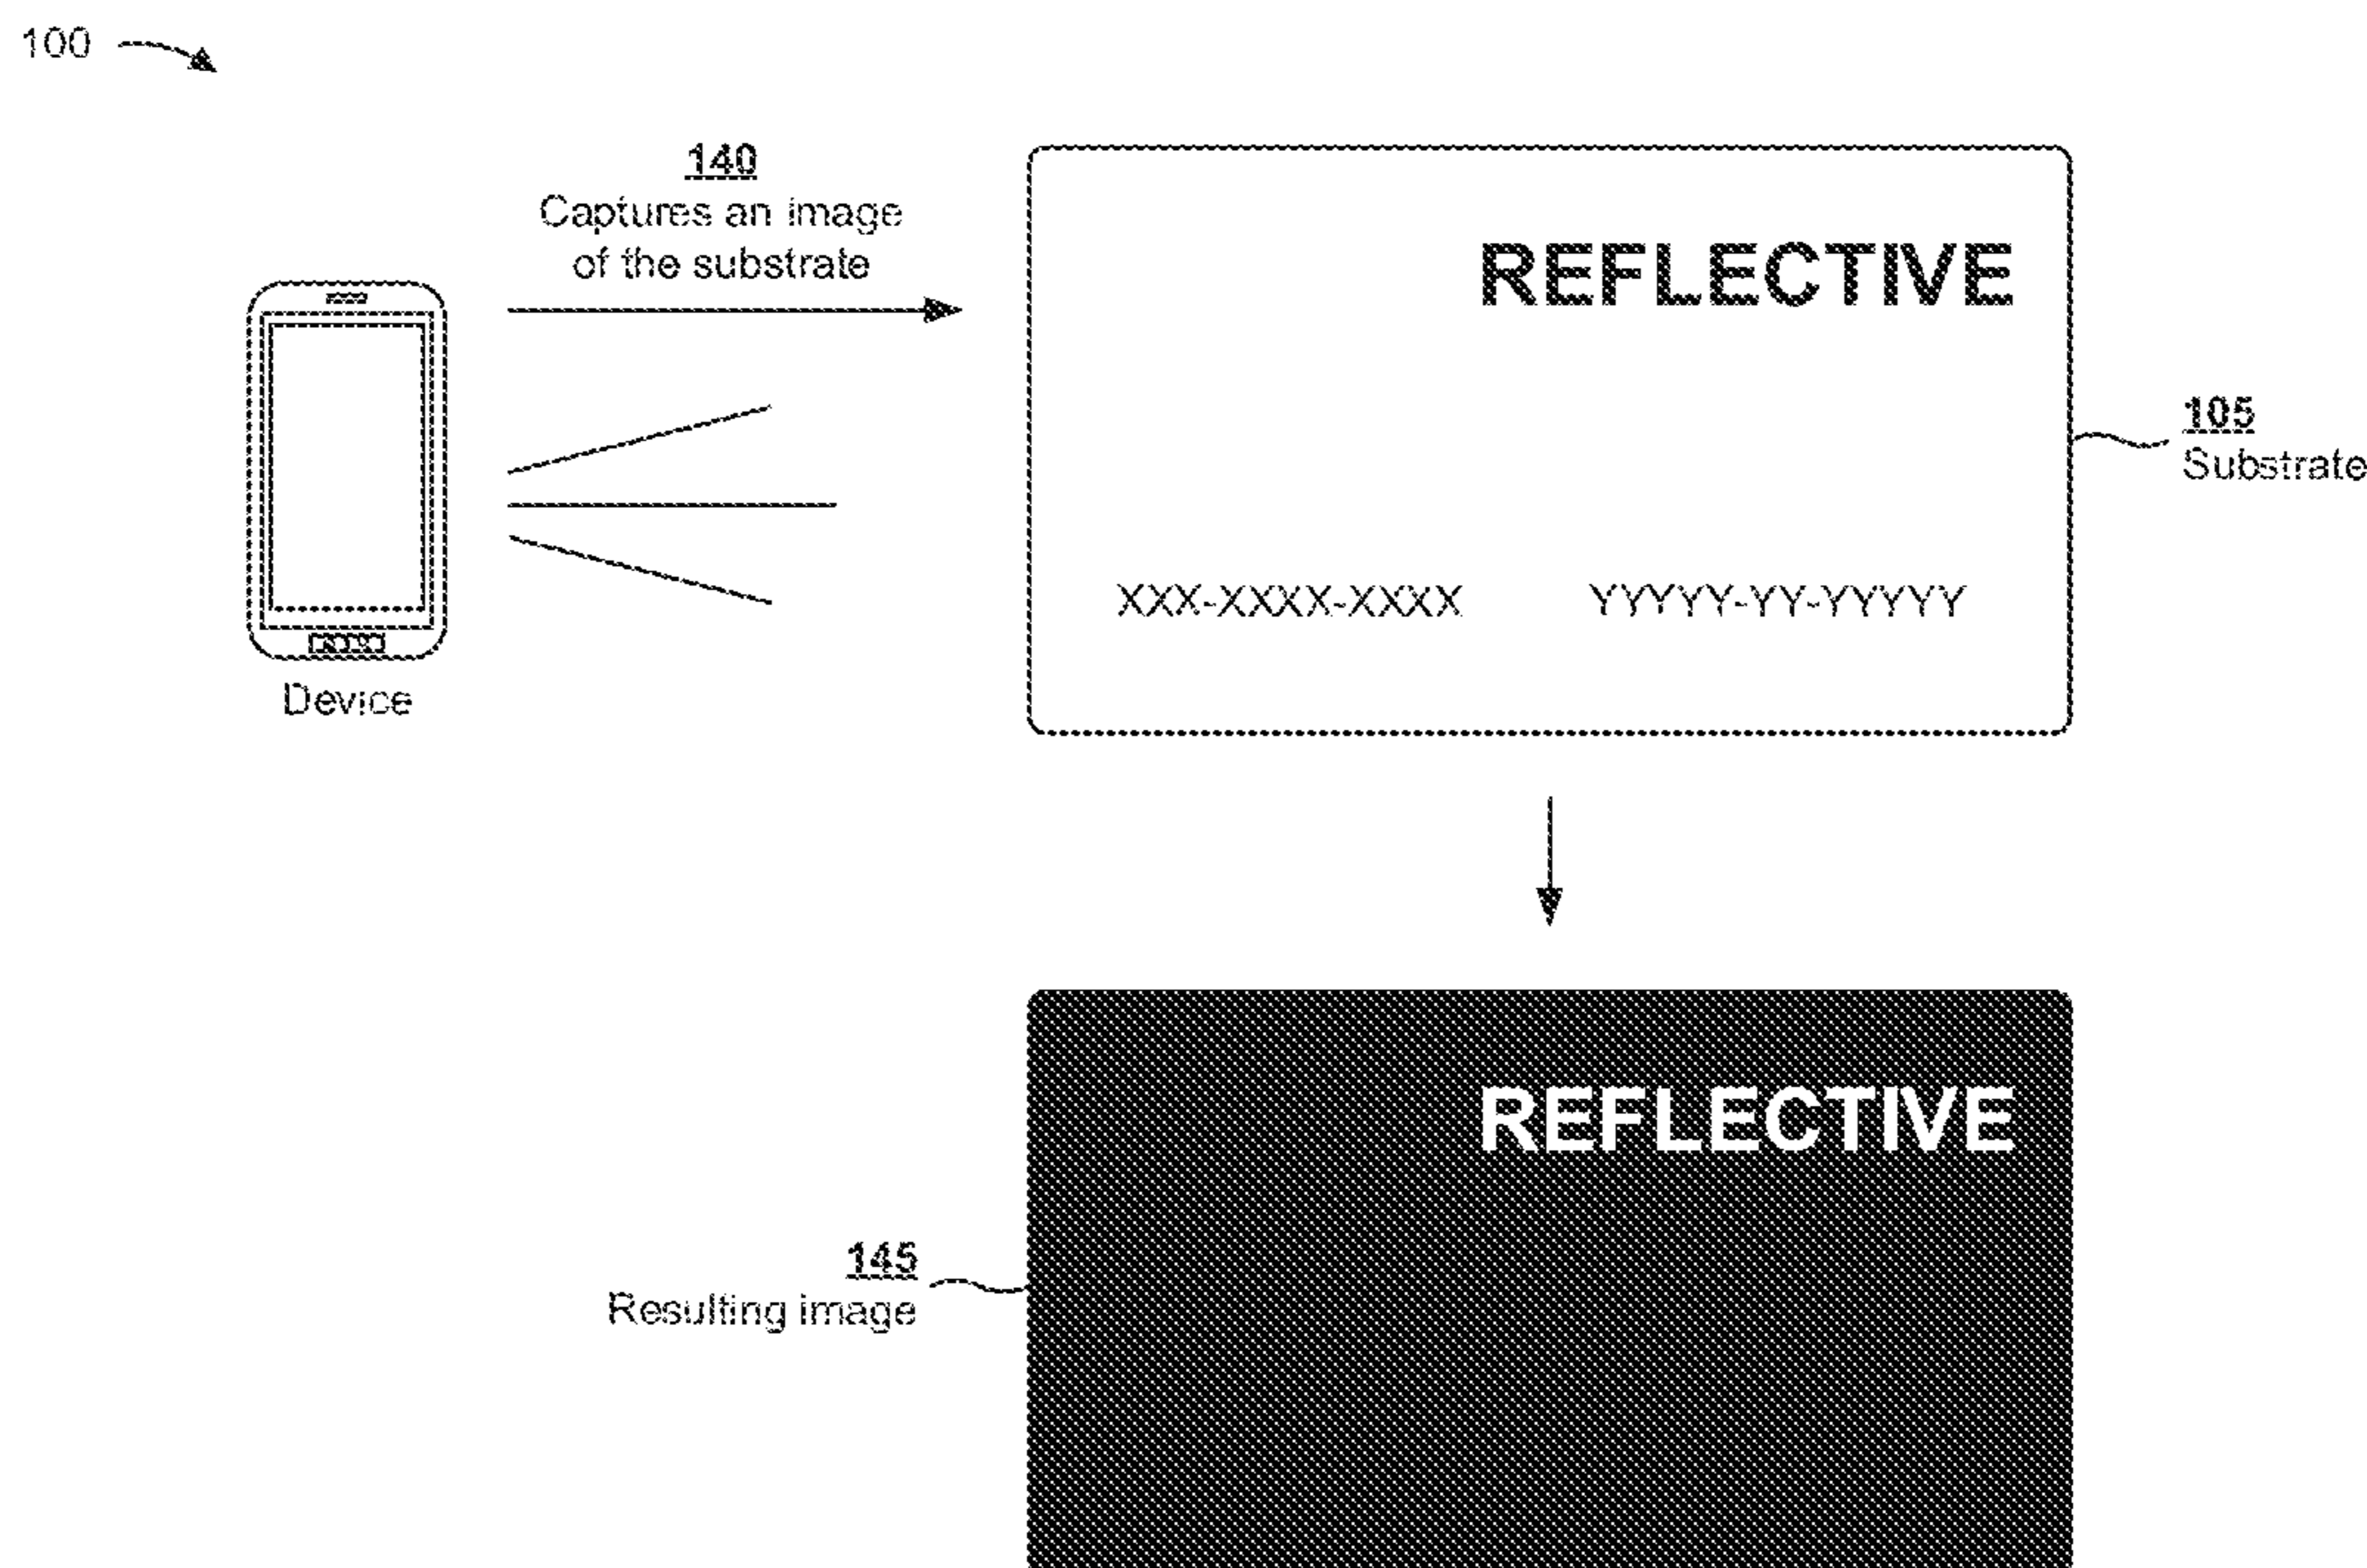 100
140
Captures an image
of the substrate
REFLECTIVE
105
Substrate
XXX-XXXX-XXXX YYYYY-YY-YYYYY
Device
REFLECTIVE
145
Resulting image